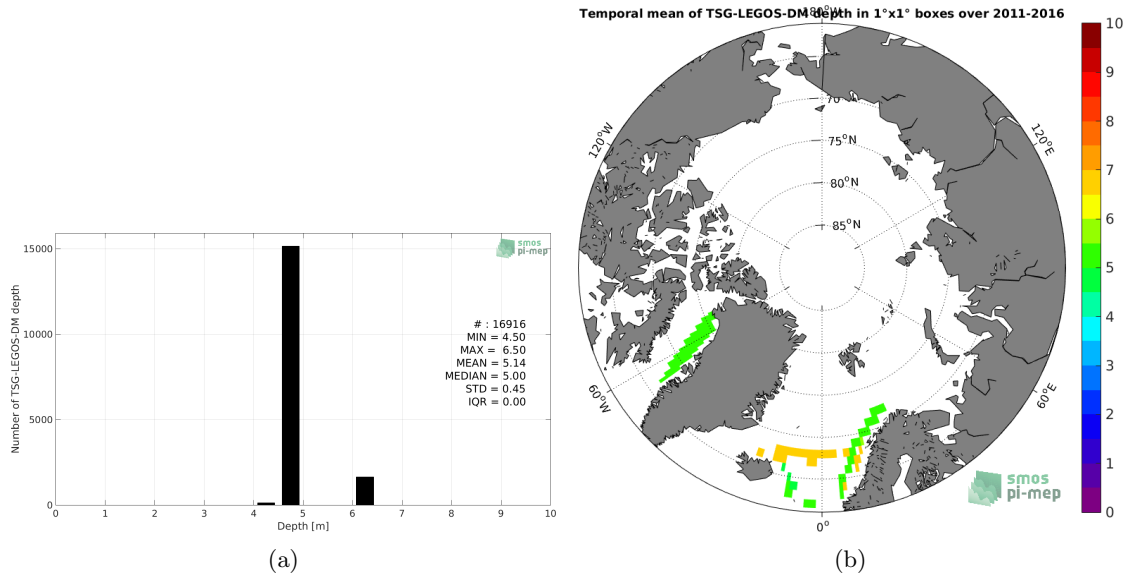 Temporal mean of TSG-LEGOS-DM depth in 1°x1° boxes over 2011-2016
180°W
15000
10000
5000
0
Number of TSG-LEGOS-DM depth
smos
pi-mep
# : 16916
MIN = 4.50
MAX = 6.50
MEAN = 5.14
MEDIAN = 5.00
STD = 0.45
IQR = 0.00
0 1 2 3 4 5 6 7 8 9 10
Depth [m]
(a)
120°W
120°E
75°N
80°N
85°N
60°W
60°E
0°
smos
pi-mep
10
9
8
7
6
5
4
3
2
1
0
(b)